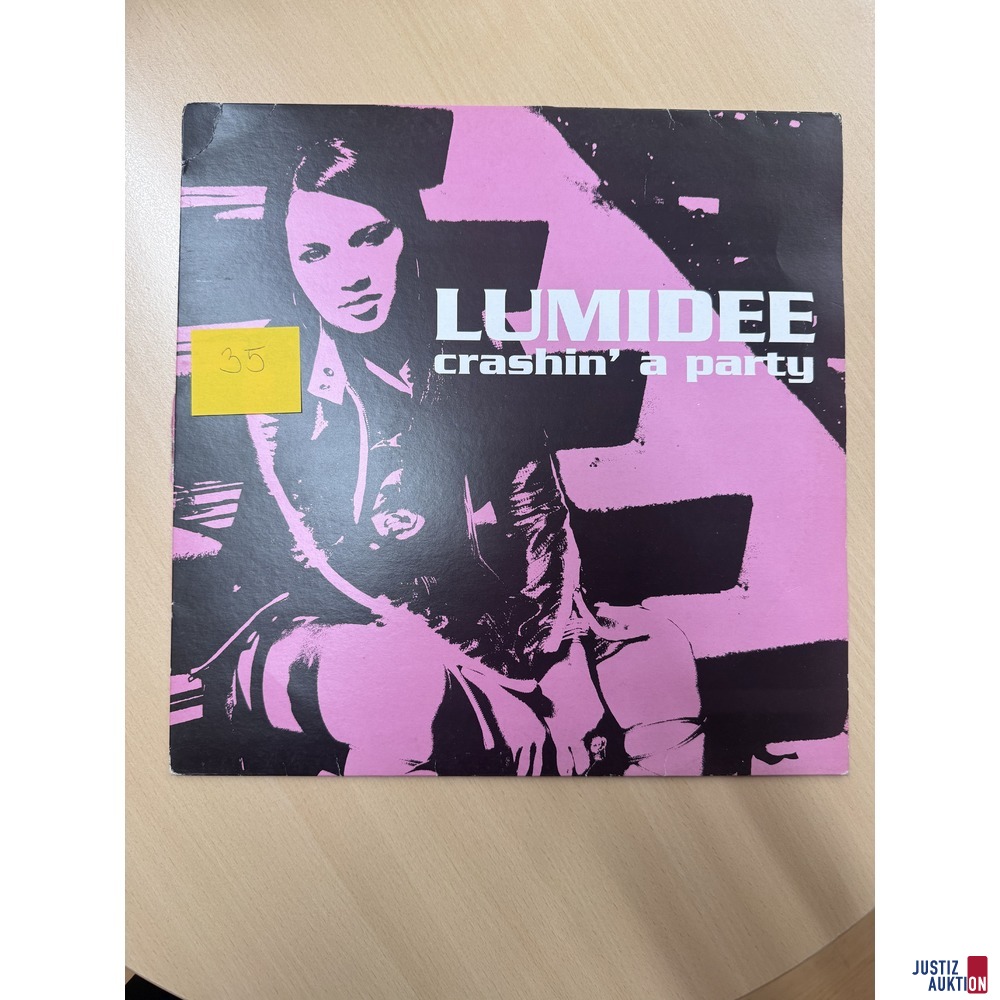 LUMIDEE
crashin' a party
35
JUSTIZ
AUKTION